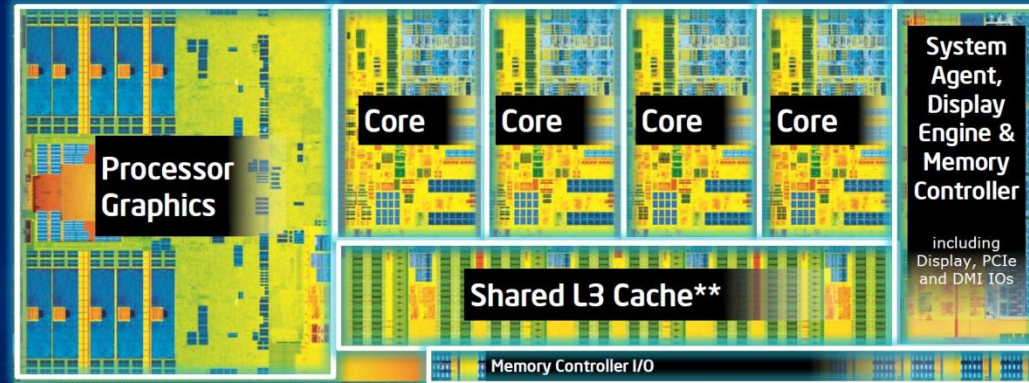 Processor
Graphics
Core
Core
Core
Core
System
Agent,
Display
Engine &
Memory
Controller
including
Display, PCIe
and DMI IOs
Shared L3 Cache**
Memory Controller I/O